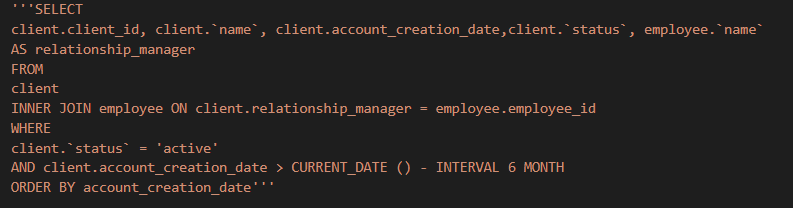 '''SELECT
client.client_id, client.`name`, client.account_creation_date,client.`status`, employee.`name`
AS relationship_manager
FROM
client
INNER JOIN employee ON client.relationship_manager = employee.employee_id
WHERE
client.`status` = 'active'
AND client.account_creation_date > CURRENT_DATE () - INTERVAL 6 MONTH
ORDER BY account_creation_date'''